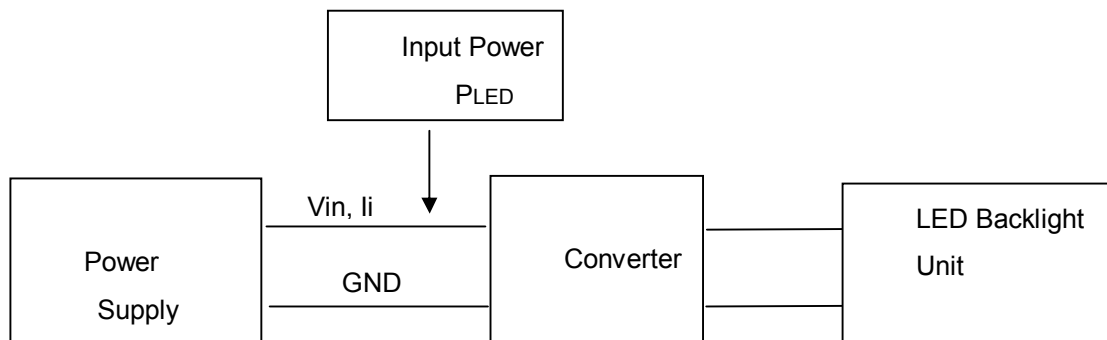 Input Power
PLED
Vin, Ii
GND
Power
Supply
Converter
LED Backlight
Unit